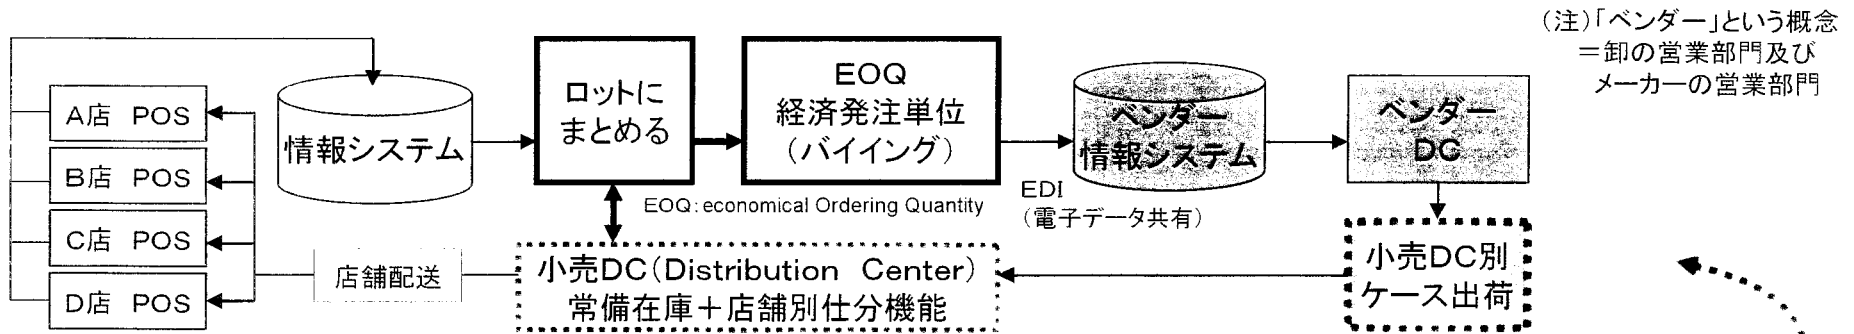 (注)「ベンダー」という概念
=卸の営業部門及び
メーカーの営業部門
A店 POS
B店 POS
C店 POS
D店 POS
情報システム
ロットに
まとめる
EOQ
経済発注単位
(バイイング)
EOQ:economical Ordering Quantity
EDI
(電子データ共有)
ベンダー
情報システム
ベンダー
DC
小売DC別
ケース出荷
小売DC(Distribution Center)
常備在庫+店舗別仕分機能
店舗配送